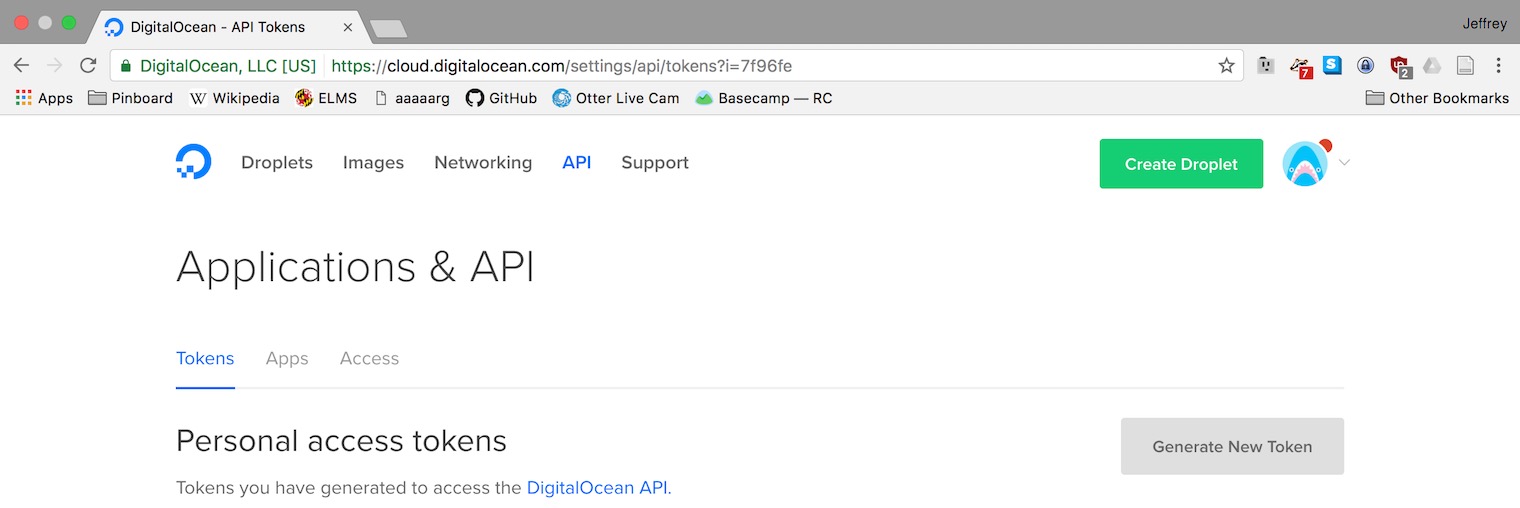 DigitalOcean - API Tokens
Jeffrey
DigitalOcean, LLC [US] https://cloud.digitalocean.com/settings/api/tokens?i=7f96fe
7 S 2
Apps Pinboard W Wikipedia ELMS aaaaarg GitHub Otter Live Cam Basecamp — RC Other Bookmarks
Droplets Images Networking API Support Create Droplet
Applications & API
Tokens Apps Access
Personal access tokens
Generate New Token
Tokens you have generated to access the DigitalOcean API.